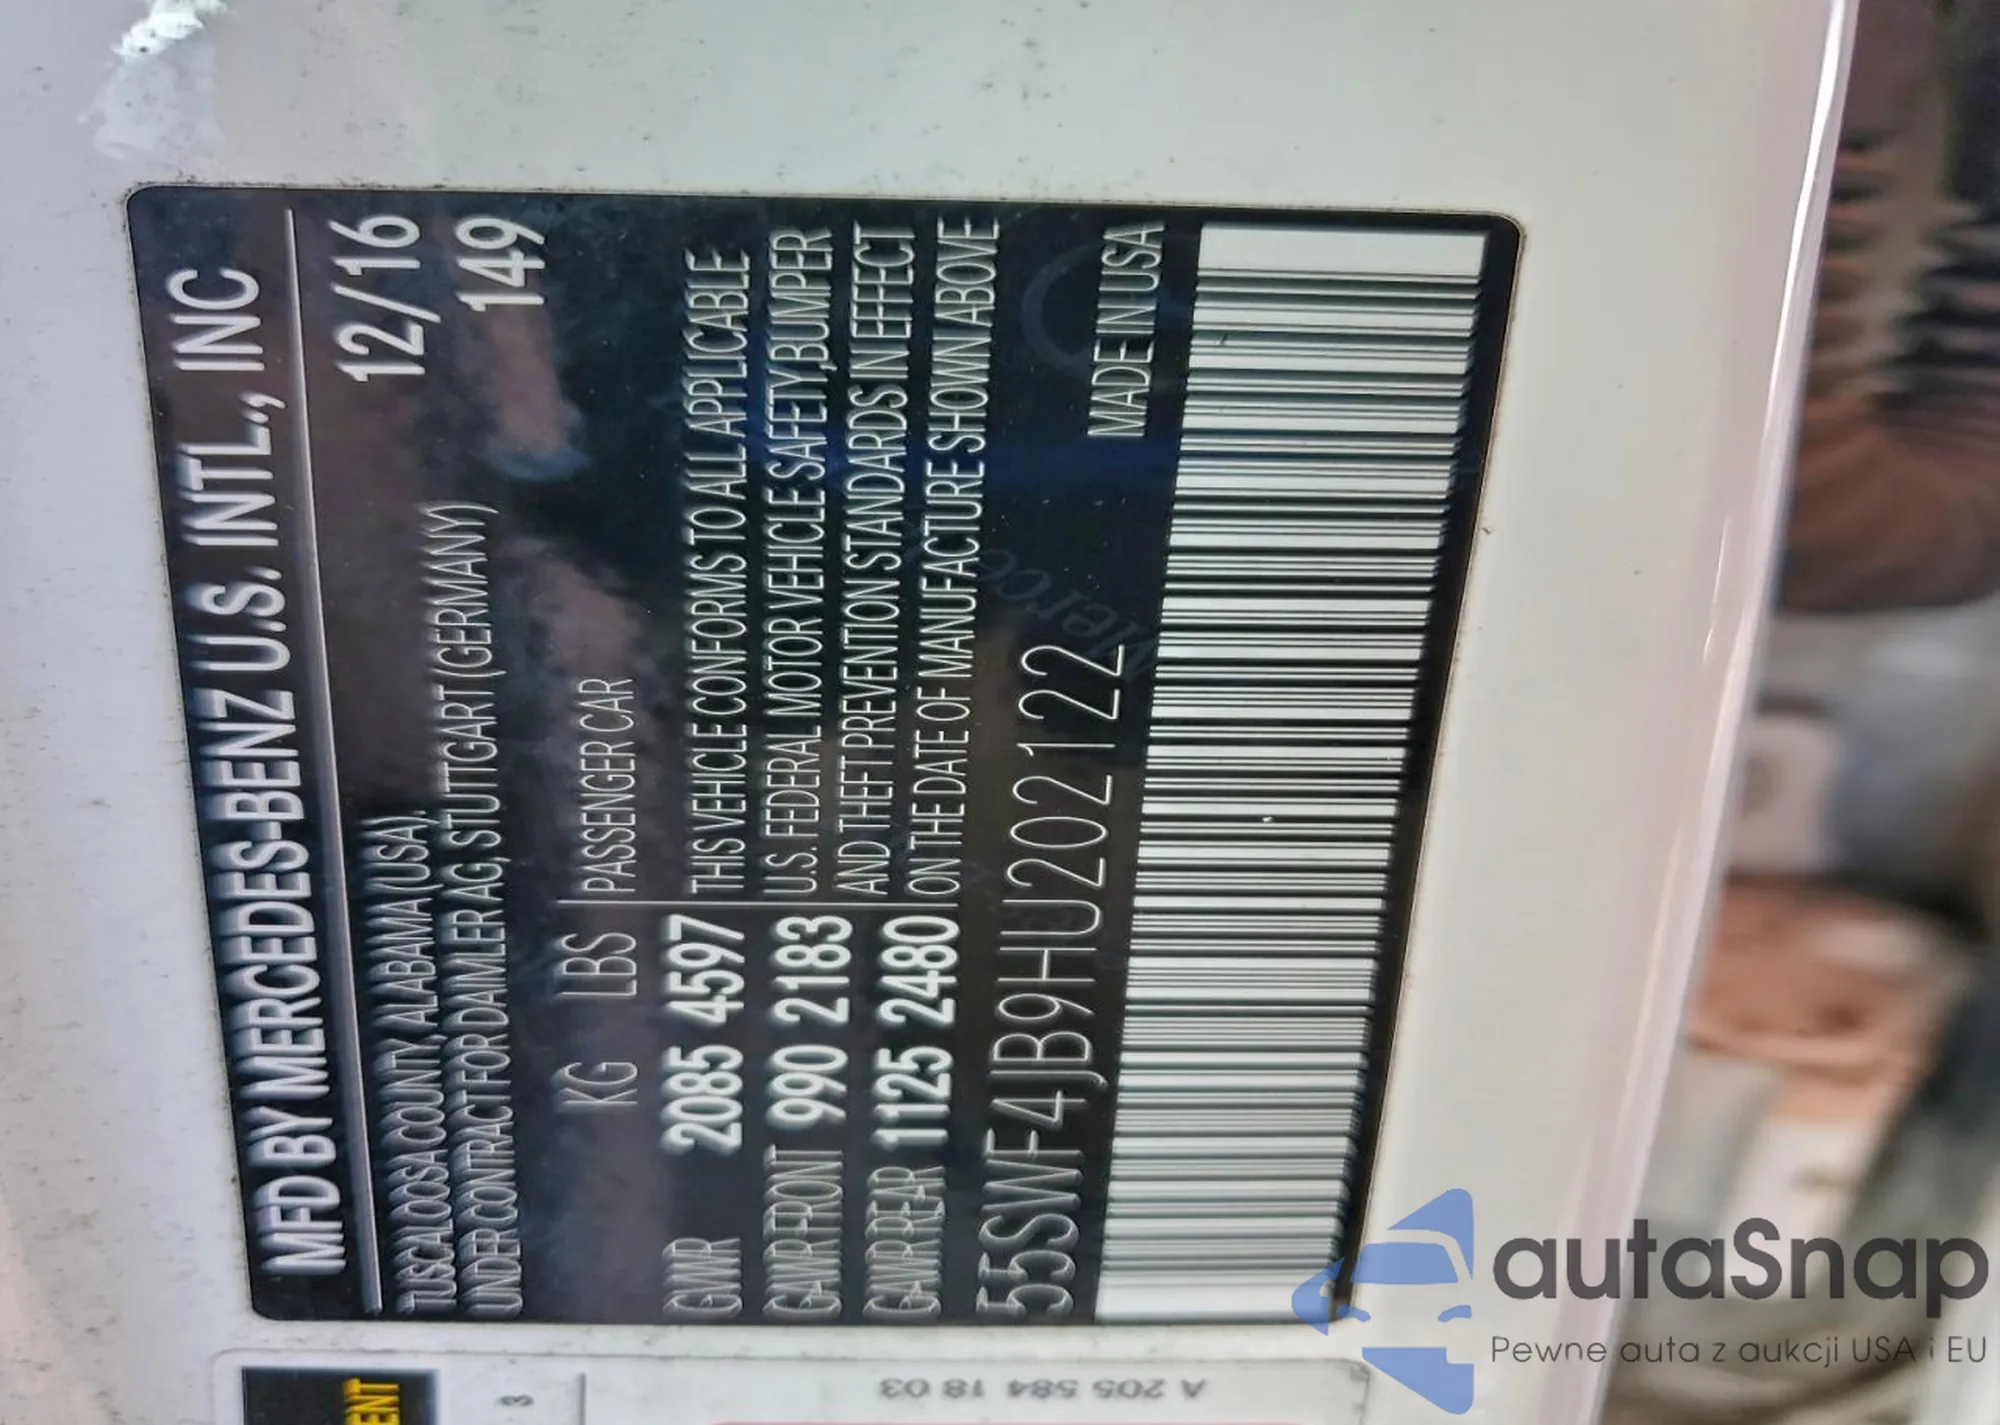 MFD BY MERCEDES-BENZ U.S. INTL., INC
TUSCALOOSA COUNTY, ALABAMA (USA), 12/16
UNDER CONTRACT FOR DAIMLER AG, STUTTGART (GERMANY) 149
KG LBS PASSENGER CAR
GVWR 2085 4597 THIS VEHICLE CONFORMS TO ALL APPLICABLE
GAWR FRONT 990 2183 U.S. FEDERAL MOTOR VEHICLE SAFETY, BUMPER
GAWR REAR 1125 2480 AND THEFT PREVENTION STANDARDS IN EFFECT
ON THE DATE OF MANUFACTURE SHOWN ABOVE
55SWF4JB9HU202122 MADE IN USA
A 205 584 18 03
3
autaSnap
Pewne auta z aukcji USA i EU